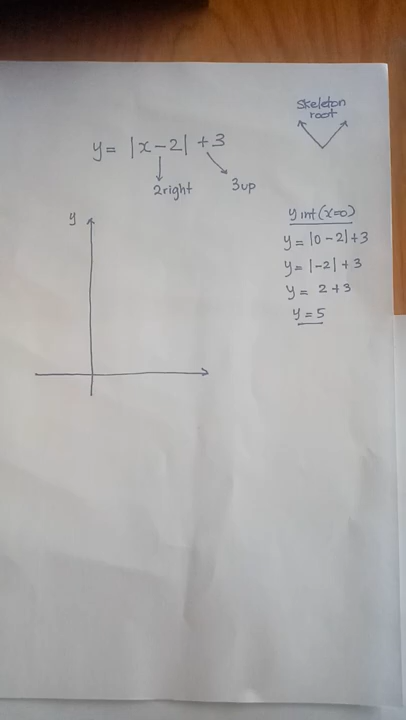 skeleton
root
y = |x - 2| + 3
2right
3up
y
y int (x=0)
y = |0 - 2| + 3
y = |-2| + 3
y = 2 + 3
y = 5